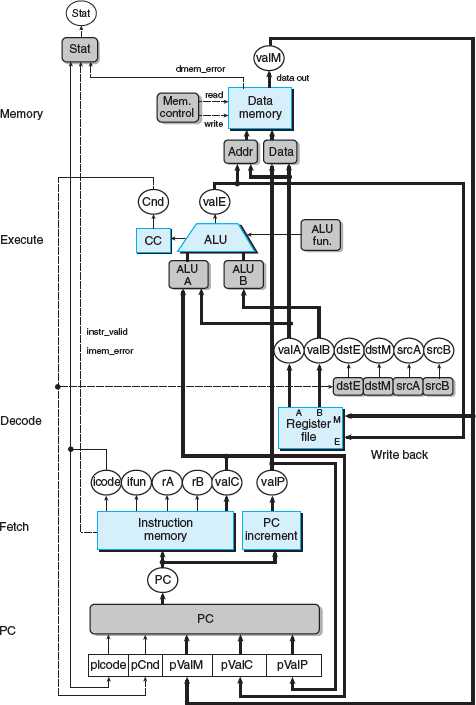 Stat
Stat
valM
dmem_error
data out
read
Mem.
control
write
Data
memory
Memory
Addr
Data
Cnd
valE
Execute
CC
ALU
ALU
fun.
ALU
A
ALU
B
instr_valid
imem_error
valA
valB
dstE
dstM
srcA
srcB
dstE
dstM
srcA
srcB
Decode
A
B
M
Register
file
E
Write back
icode
ifun
rA
rB
valC
valP
Fetch
Instruction
memory
PC
increment
PC
PC
PC
pIcode
pCnd
pValM
pValC
pValP